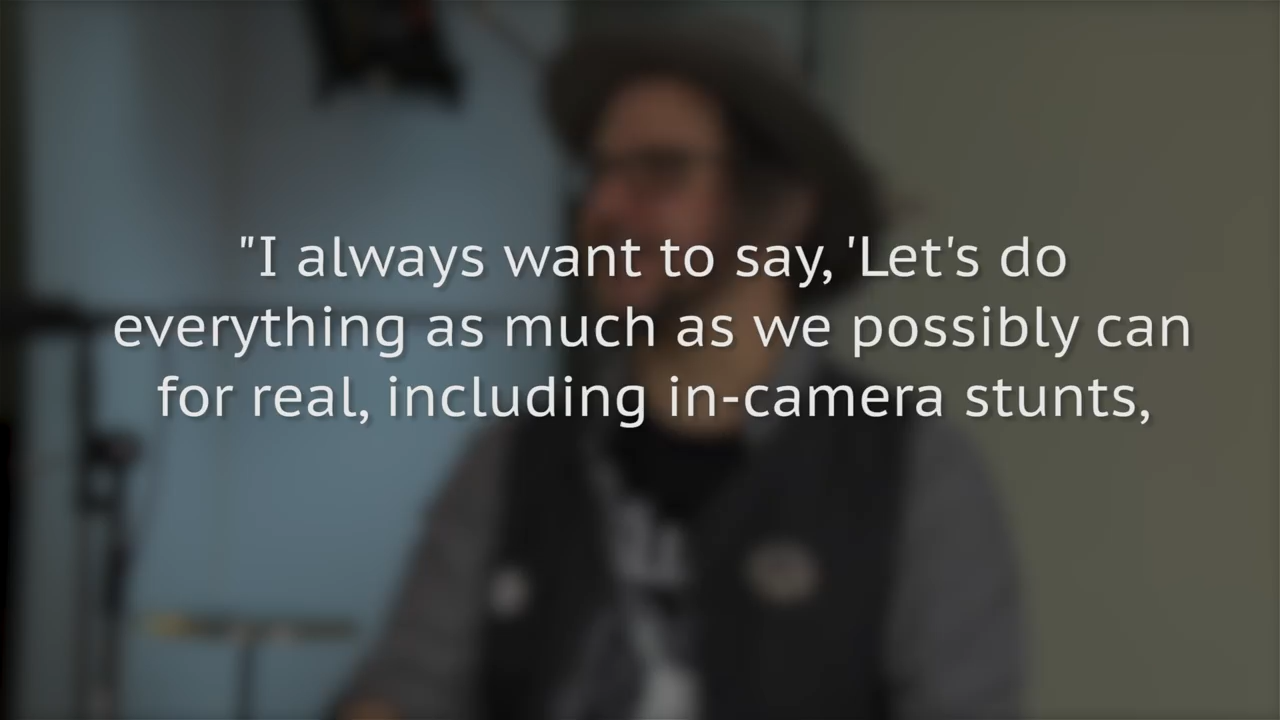 "I always want to say, 'Let's do
everything as much as we possibly can
for real, including in-camera stunts,